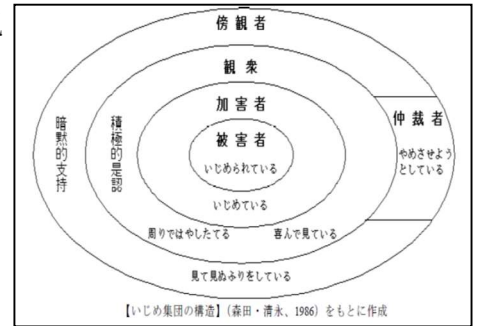 傍観者
観衆
加害者
仲裁者
被害者
暗黙的支持
積極的是認
やめさせよう
としている
いじめられている
いじめている
周りではやしたてる
喜んで見ている
見て見ぬふりをしている
【いじめ集団の構造】（森田・清永、1986）をもとに作成